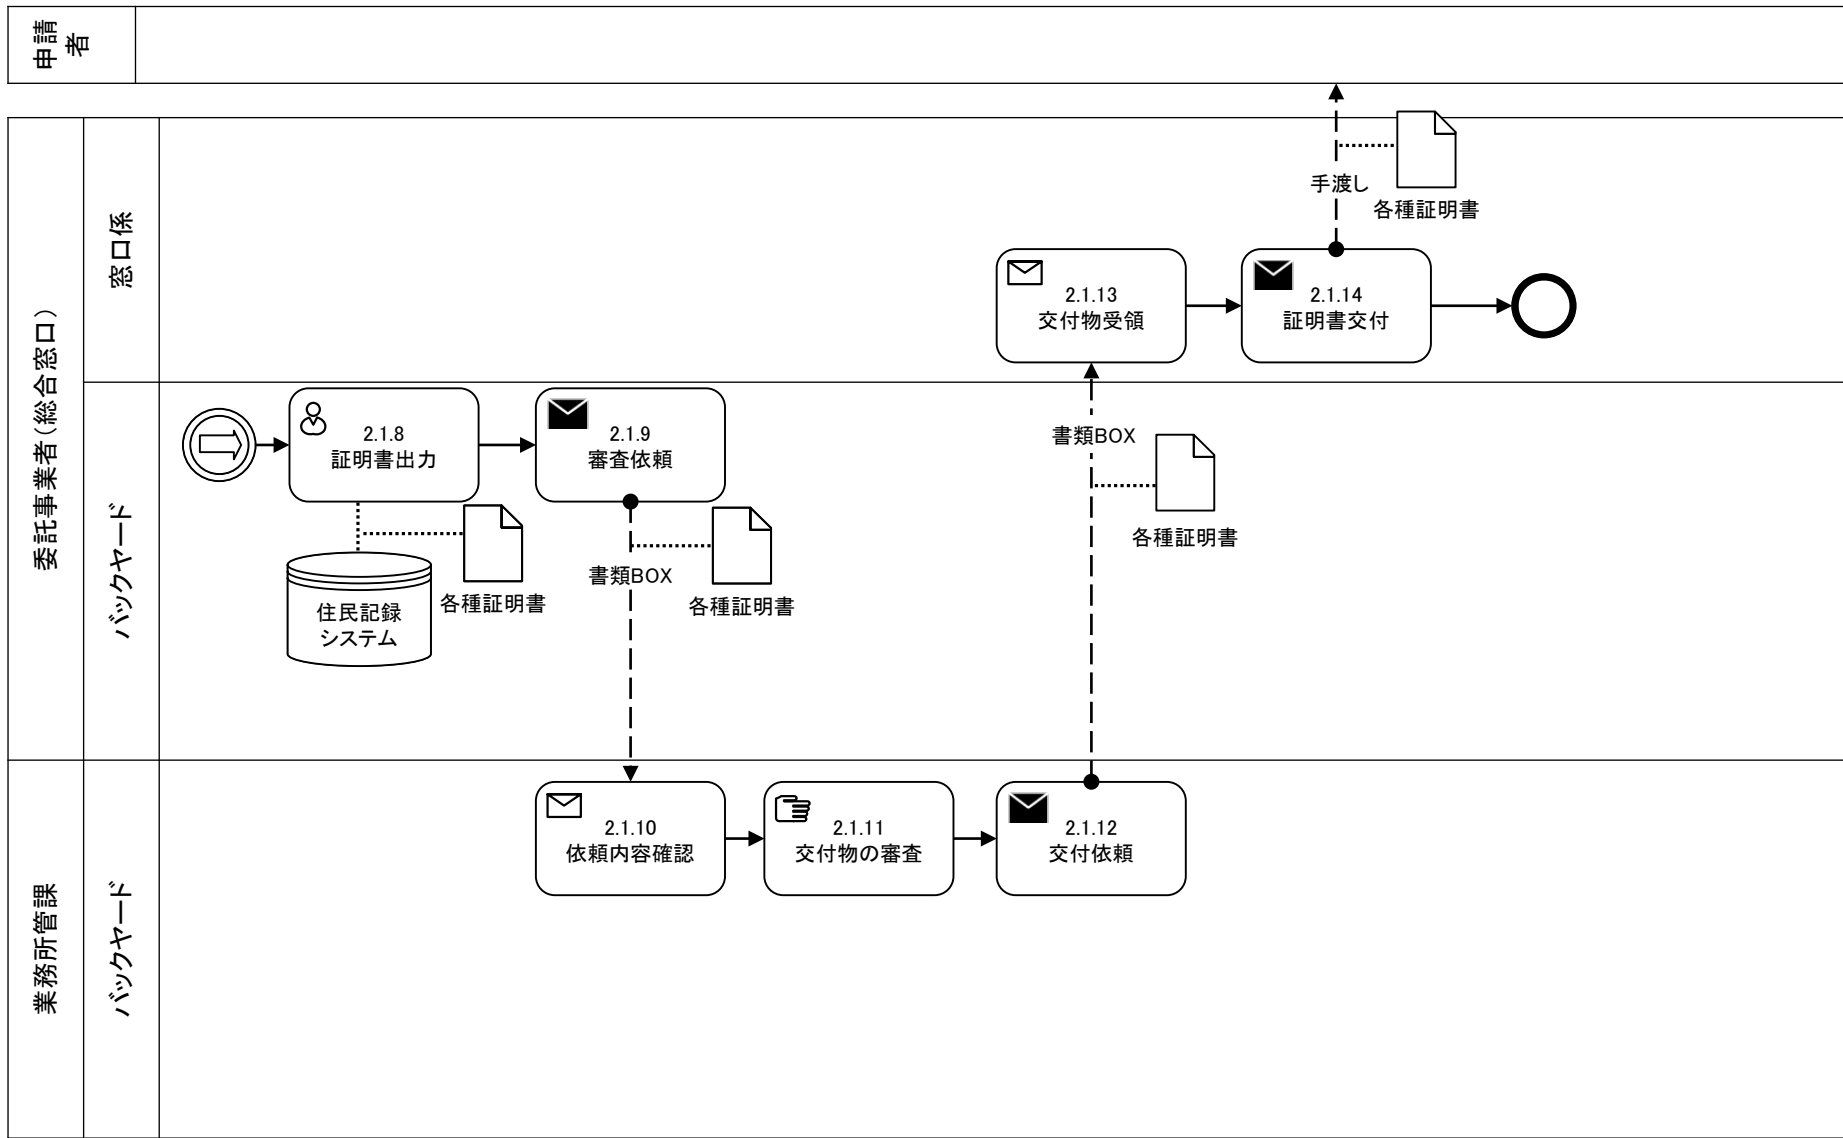 申請
者
委託事業者(総合窓口)
窓口係
手渡し
各種証明書
2.1.13
交付物受領
2.1.14
証明書交付
バックヤード
2.1.8
証明書出力
2.1.9
審査依頼
書類BOX
各種証明書
住民記録
システム
各種証明書
書類BOX
各種証明書
業務所管課
バックヤード
2.1.10
依頼内容確認
2.1.11
交付物の審査
2.1.12
交付依頼